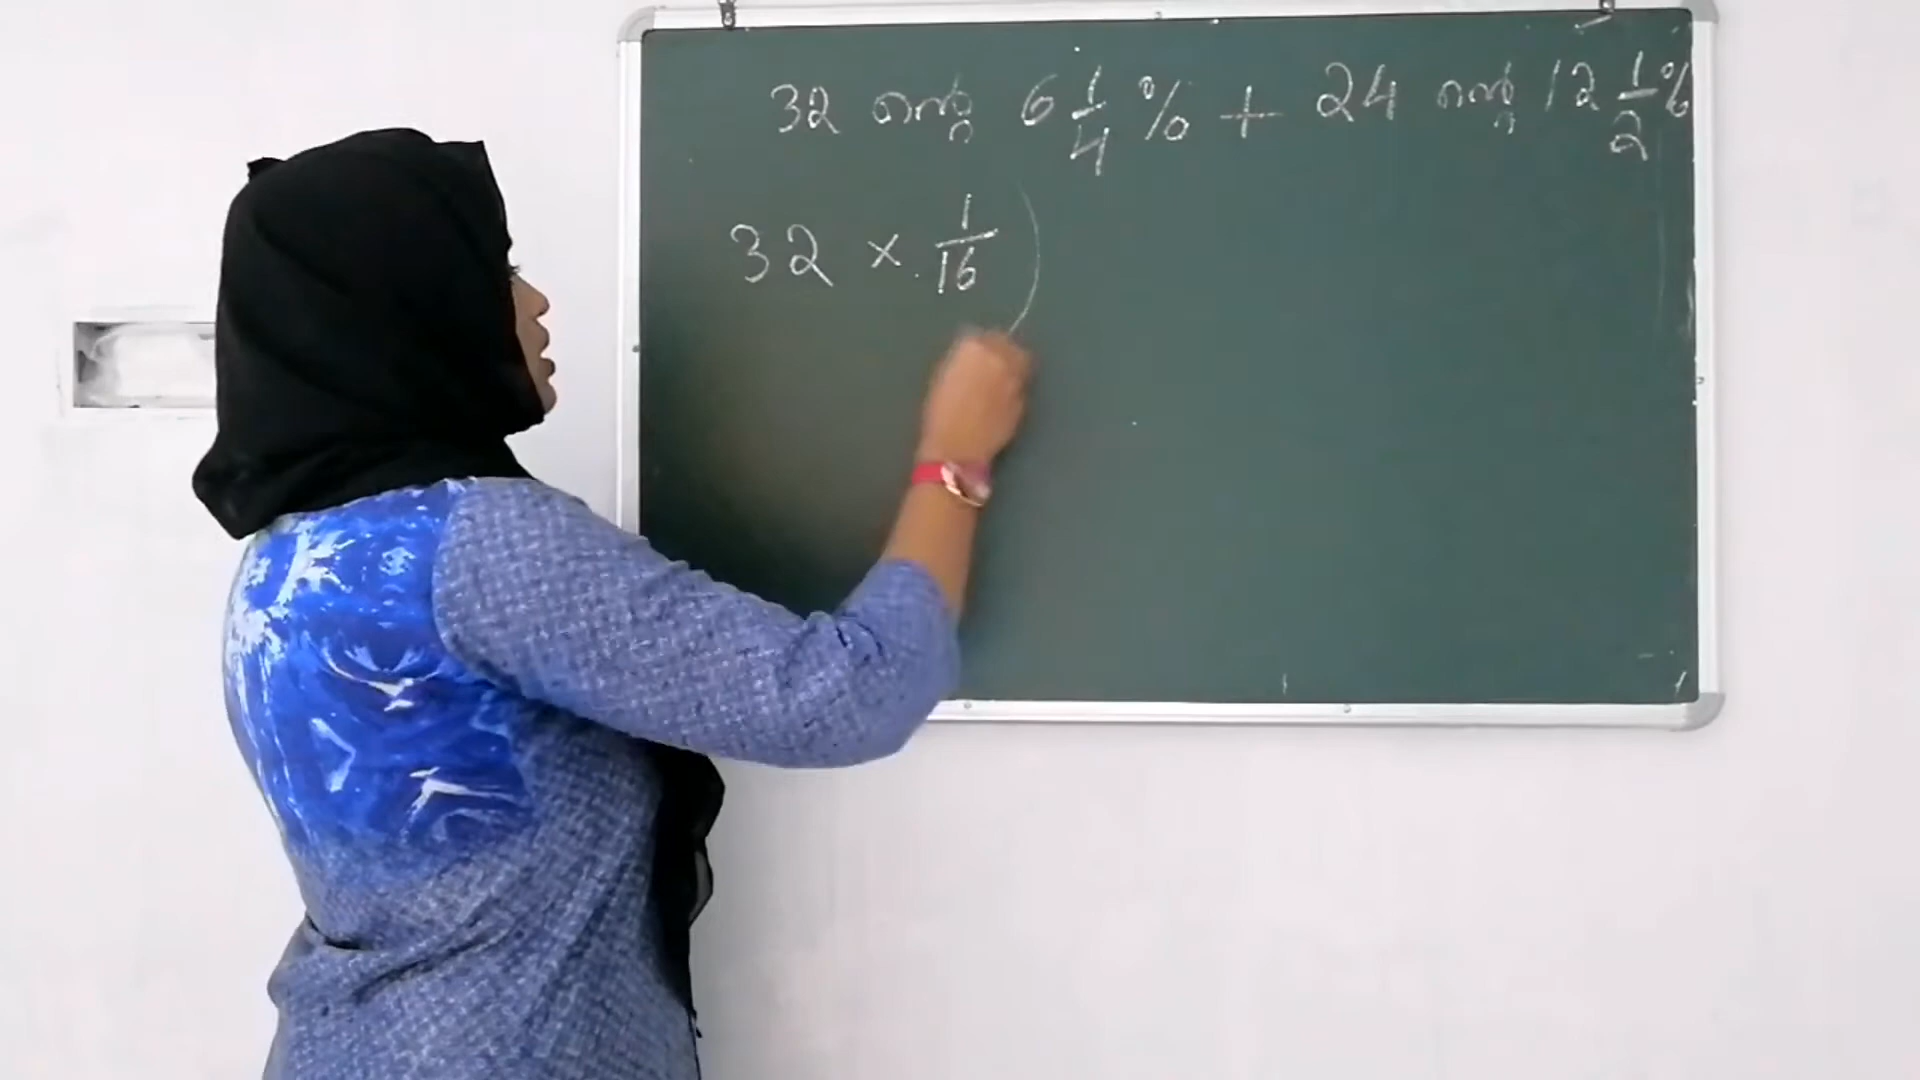 32 ന്റെ 6 1/4 % + 24 ന്റെ 12 1/2 %
32 × 1/16 )